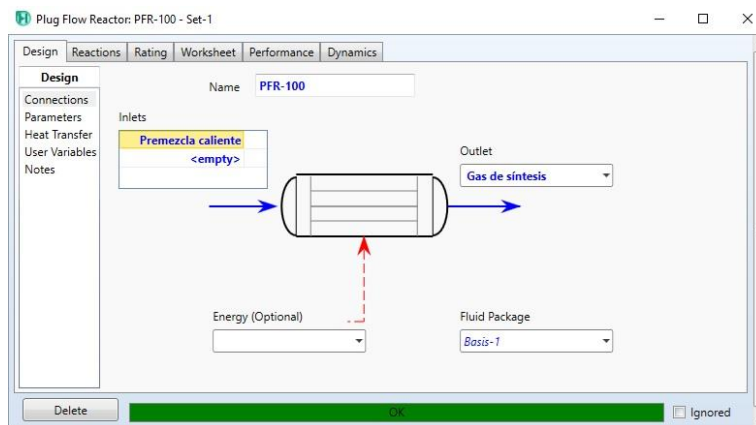 Plug Flow Reactor: PFR-100 - Set-1
Design Reactions Rating Worksheet Performance Dynamics
Design
Connections
Parameters
Heat Transfer
User Variables
Notes
Name PFR-100
Inlets
Premezcla caliente
<empty>
Outlet
Gas de síntesis
Energy (Optional)
Fluid Package
Basis-1
Delete OK Ignored